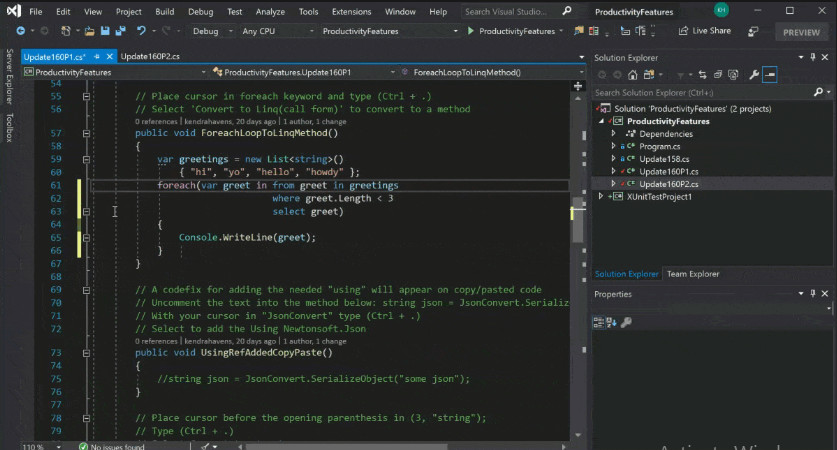 File Edit View Project Build Debug Test Analyze Tools Extensions Window Help Search Visual Studio... ProductivityFeatures KH
Debug Any CPU ProductivityFeatures Live Share PREVIEW
Server Explorer
Toolbox
Update160P1.cs* Update160P2.cs
ProductivityFeatures ProductivityFeatures.Update160P1 ForeachLoopToLinqMethod()
54
55 // Place cursor in foreach keyword and type (Ctrl + .)
56 // Select 'Convert to Linq(call form)' to convert to a method
0 references | kendrahavens, 20 days ago | 1 author, 1 change
57 public void ForeachLoopToLinqMethod()
58 {
59 var greetings = new List<string>()
60 { "hi", "yo", "hello", "howdy" };
61 foreach(var greet in from greet in greetings
62 where greet.Length < 3
63 select greet)
64 {
65 Console.WriteLine(greet);
66 }
67 }
68
69 // A codefix for adding the needed "using" will appear on copy/pasted code
70 // Uncomment the text into the method below: string json = JsonConvert.Serializ
71 // With your cursor in "JsonConvert" type (Ctrl + .)
72 // Select to add the Using Newtonsoft.Json
0 references | kendrahavens, 20 days ago | 1 author, 1 change
73 public void UsingRefAddedCopyPaste()
74 {
75 //string json = JsonConvert.SerializeObject("some json");
76 }
77
78 // Place cursor before the opening parenthesis in (3, "string");
79 // Type (Ctrl + .)
110 % No issues found
Solution Explorer
Search Solution Explorer (Ctrl+;)
Solution 'ProductivityFeatures' (2 projects)
ProductivityFeatures
Dependencies
C# Program.cs
C# Update158.cs
C# Update160P1.cs
C# Update160P2.cs
XUnitTestProject1
Solution Explorer Team Explorer
Properties